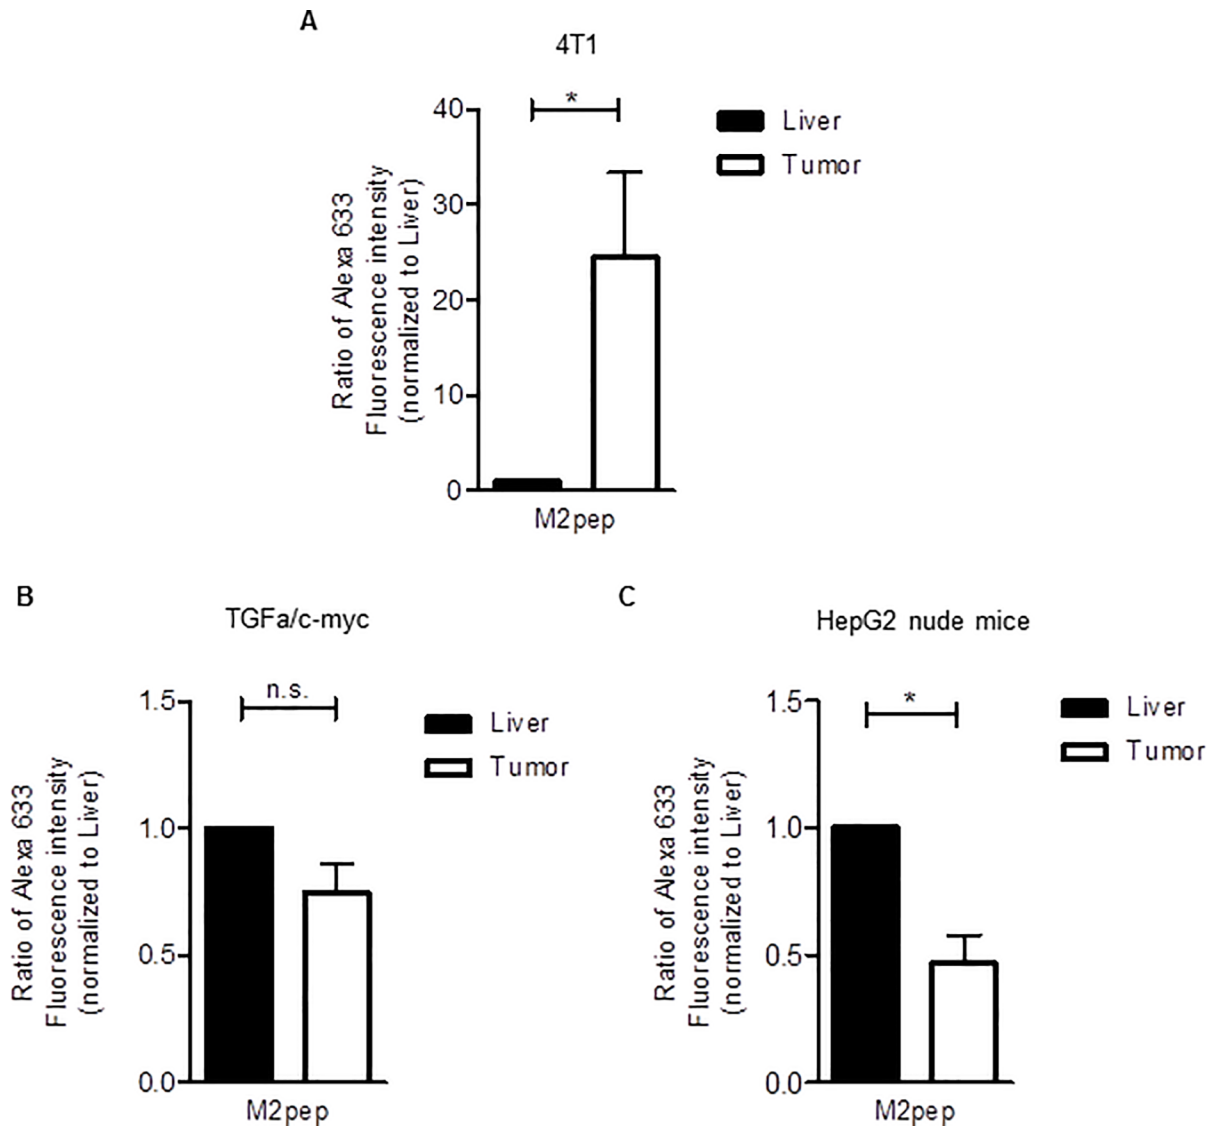 A
4T1
*
Liver
Tumor
40
30
20
10
0
Ratio of Alexa 633
Fluorescence intensity
(normalized to Liver)
M2pep
B
TGFa/c-myc
n.s.
Liver
Tumor
1.5
1.0
0.5
0.0
Ratio of Alexa 633
Fluorescence intensity
(normalized to Liver)
M2pep
C
HepG2 nude mice
*
Liver
Tumor
1.5
1.0
0.5
0.0
Ratio of Alexa 633
Fluorescence intensity
(normalized to Liver)
M2pep